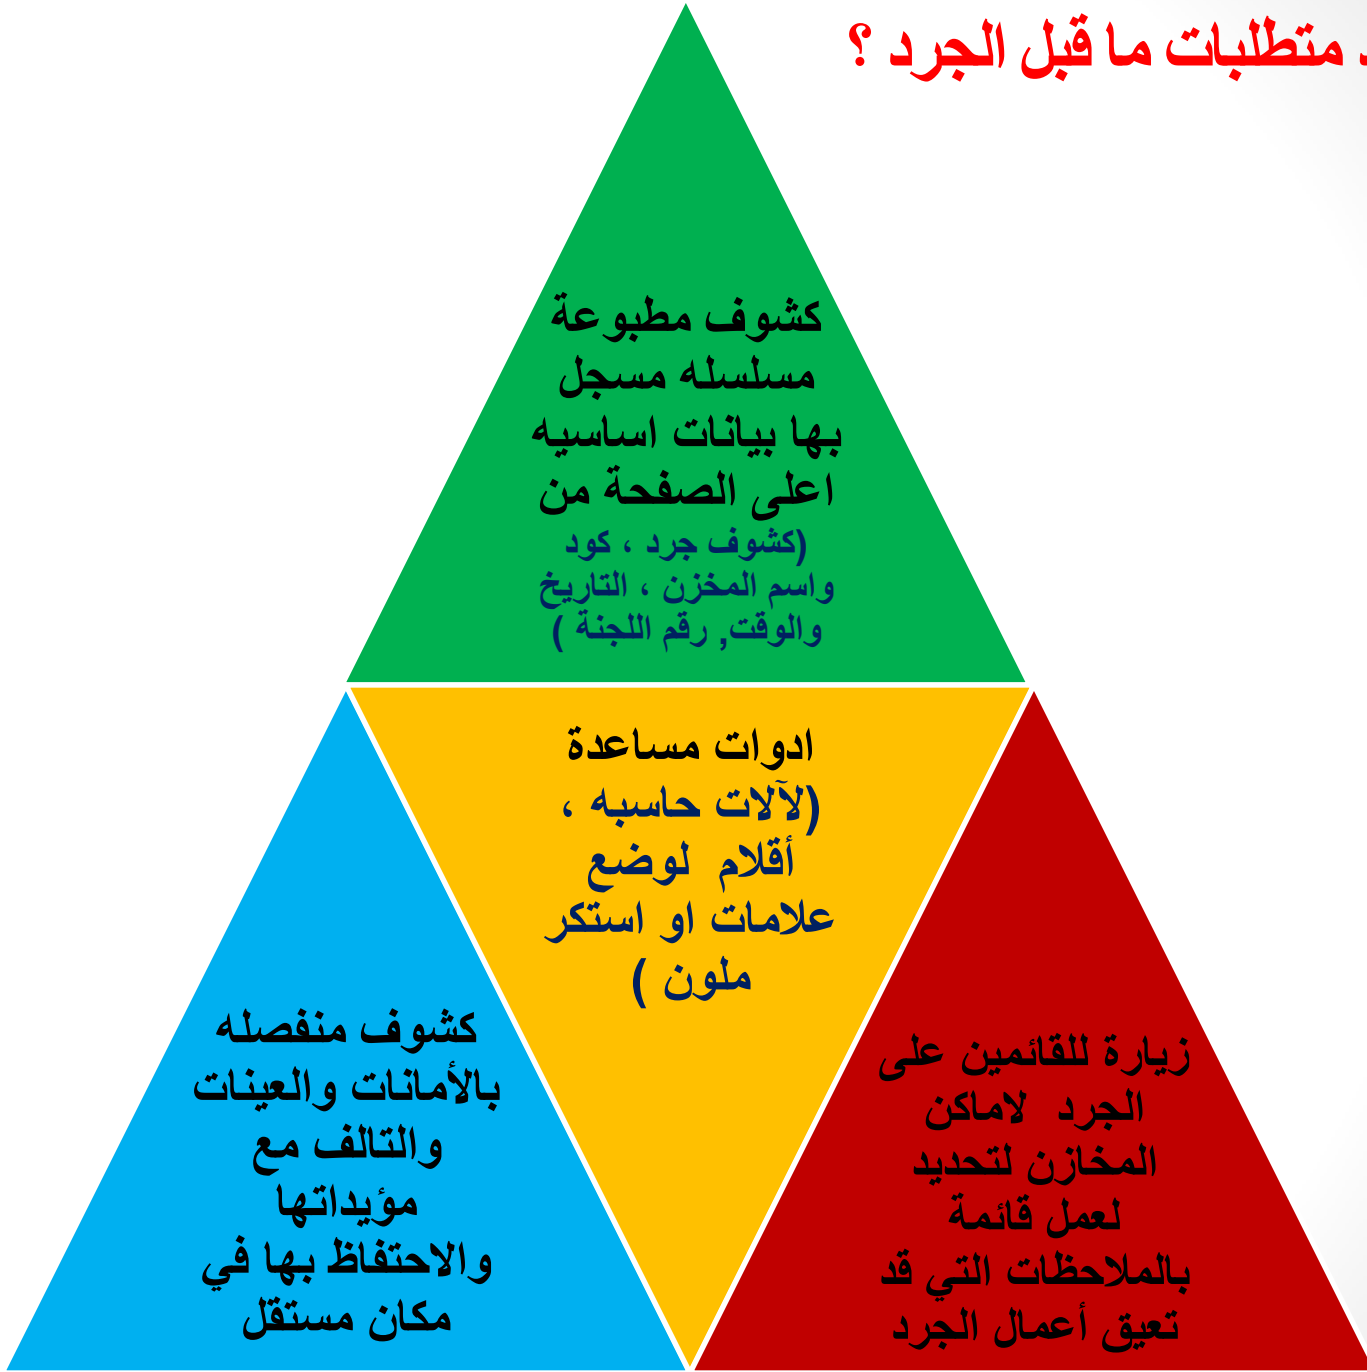 متطلبات ما قبل الجرد ؟
كشوف مطبوعة
مسلسله مسجل
بها بيانات اساسيه
اعلى الصفحة من
(كشوف جرد ، كود
واسم المخزن ، التاريخ
والوقت, رقم اللجنة )
ادوات مساعدة
(لآلات حاسبه ،
أقلام لوضع
علامات او استكر
ملون )
زيارة للقائمين على
الجرد لاماكن
المخازن لتحديد
لعمل قائمة
بالملاحظات التي قد
تعيق أعمال الجرد
كشوف منفصله
بالأمانات والعينات
والتالف مع
مؤيداتها
والاحتفاظ بها في
مكان مستقل